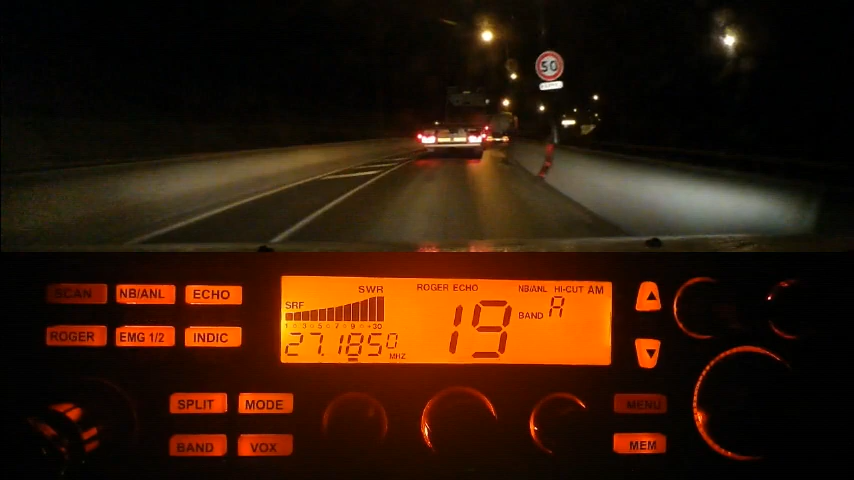 50
SCAN NB/ANL ECHO
ROGER EMG 1/2 INDIC
SPLIT MODE
BAND VOX
SWR ROGER ECHO NB/ANL HI-CUT AM
SRF
1 3 5 7 9 +30
27.1850 MHZ
19
BAND A
MENU
MEM